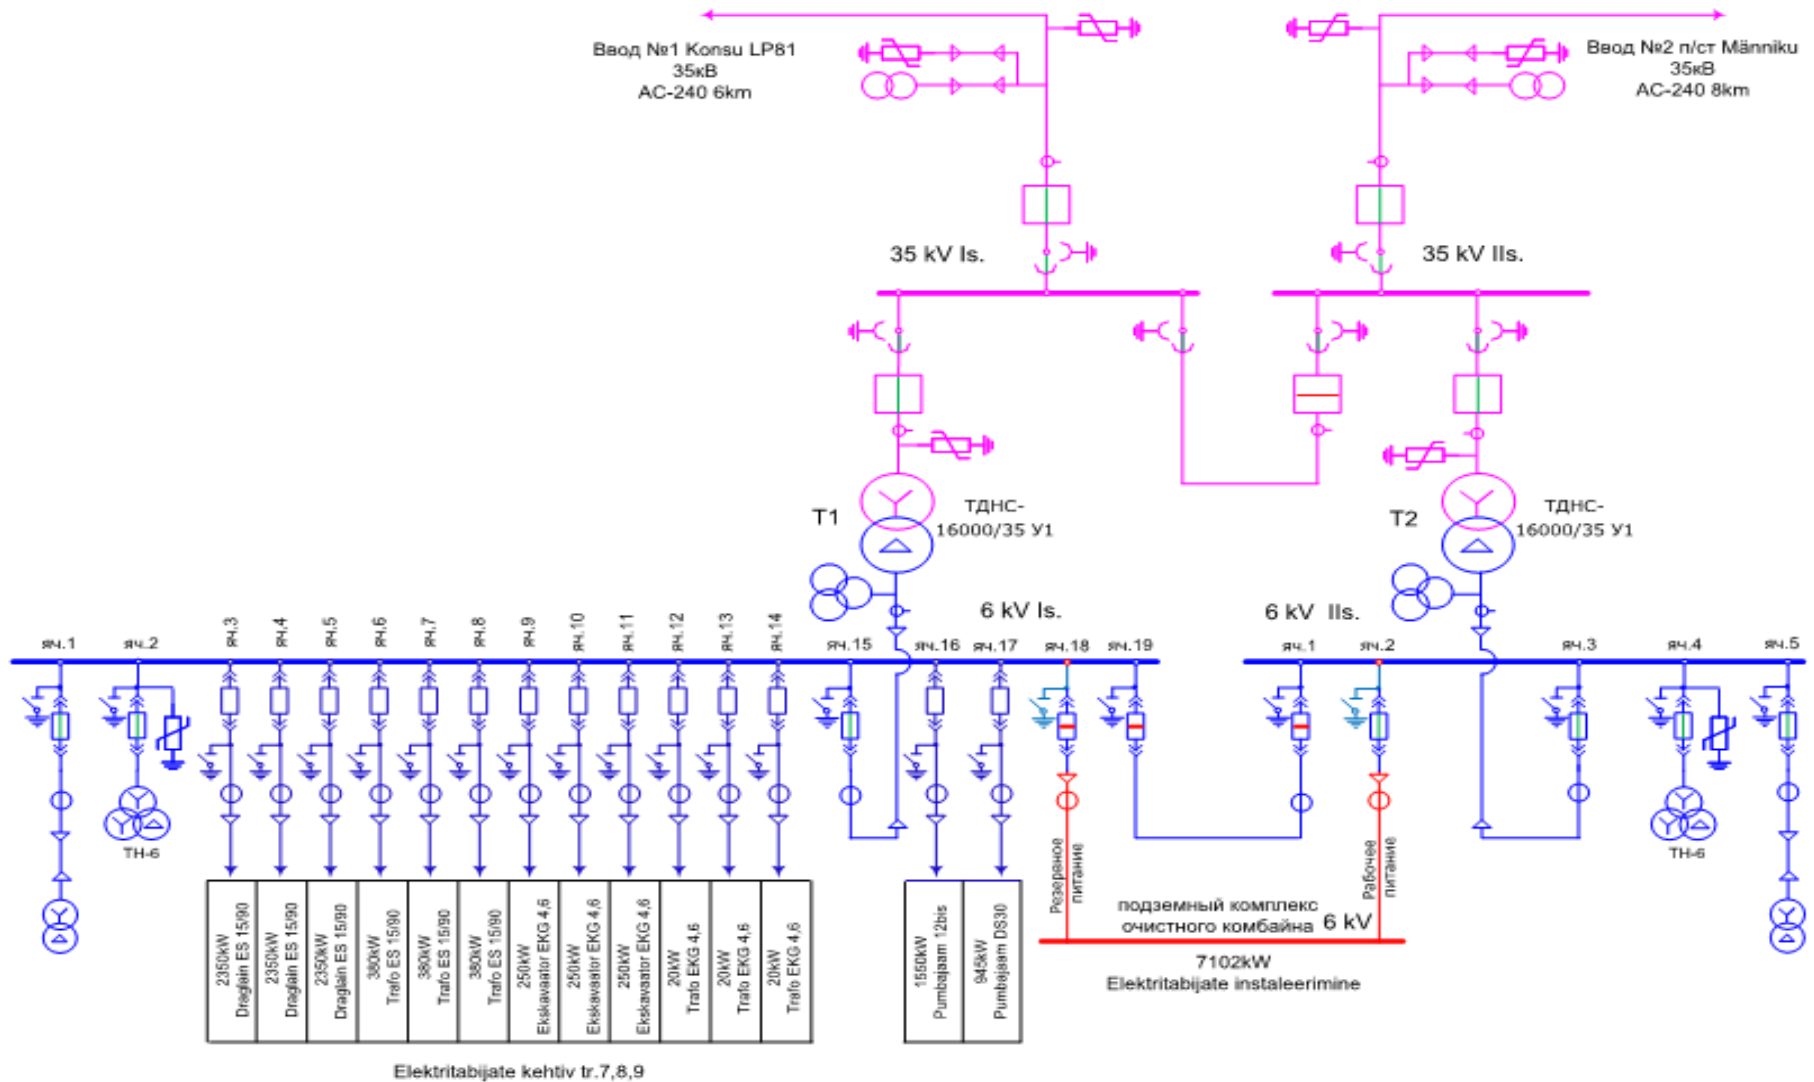 Ввод №1 Konsu LP81
35кВ
АС-240 6km
Ввод №2 п/ст Männiku
35кВ
АС-240 8km
35 kV Is.
35 kV IIs.
Т1
ТДНС-
16000/35 У1
Т2
ТДНС-
16000/35 У1
6 kV Is.
6 kV IIs.
яч.1
яч.2
яч.3
яч.4
яч.5
яч.6
яч.7
яч.8
яч.9
яч.10
яч.11
яч.12
яч.13
яч.14
яч.15
яч.16
яч.17
яч.18
яч.19
яч.1
яч.2
яч.3
яч.4
яч.5
ТН-6
ТН-6
Резервное
питание
Рабочее
питание
2350kW
Draglain ES 15/90
2350kW
Draglain ES 15/90
2350kW
Draglain ES 15/90
380kW
Trafo ES 15/90
380kW
Trafo ES 15/90
380kW
Trafo ES 15/90
250kW
Ekskavaator EKG 4,6
250kW
Ekskavaator EKG 4,6
250kW
Ekskavaator EKG 4,6
20kW
Trafo EKG 4,6
20kW
Trafo EKG 4,6
20kW
Trafo EKG 4,6
1550kW
Pumbajaam 12bis
945kW
Pumbajaam DS30
подземный комплекс
очистного комбайна 6 kV
7102kW
Elektritabijate instaleerimine
Elektritabijate kehtiv tr.7,8,9